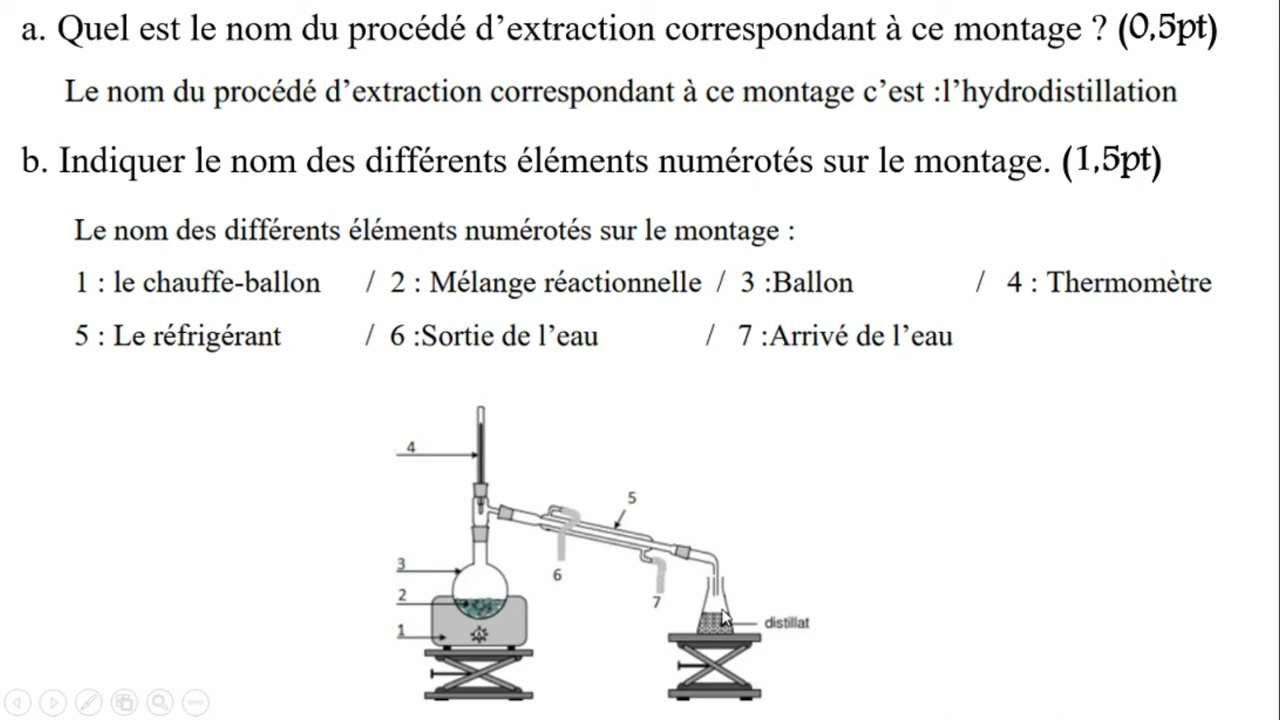 a. Quel est le nom du procédé d’extraction correspondant à ce montage ? (0,5pt)
Le nom du procédé d’extraction correspondant à ce montage c’est :l’hydrodistillation
b. Indiquer le nom des différents éléments numérotés sur le montage. (1,5pt)
Le nom des différents éléments numérotés sur le montage :
1 : le chauffe-ballon / 2 : Mélange réactionnelle / 3 :Ballon / 4 : Thermomètre
5 : Le réfrigérant / 6 :Sortie de l’eau / 7 :Arrivé de l’eau
4
5
3
6
2
7
1
distillat